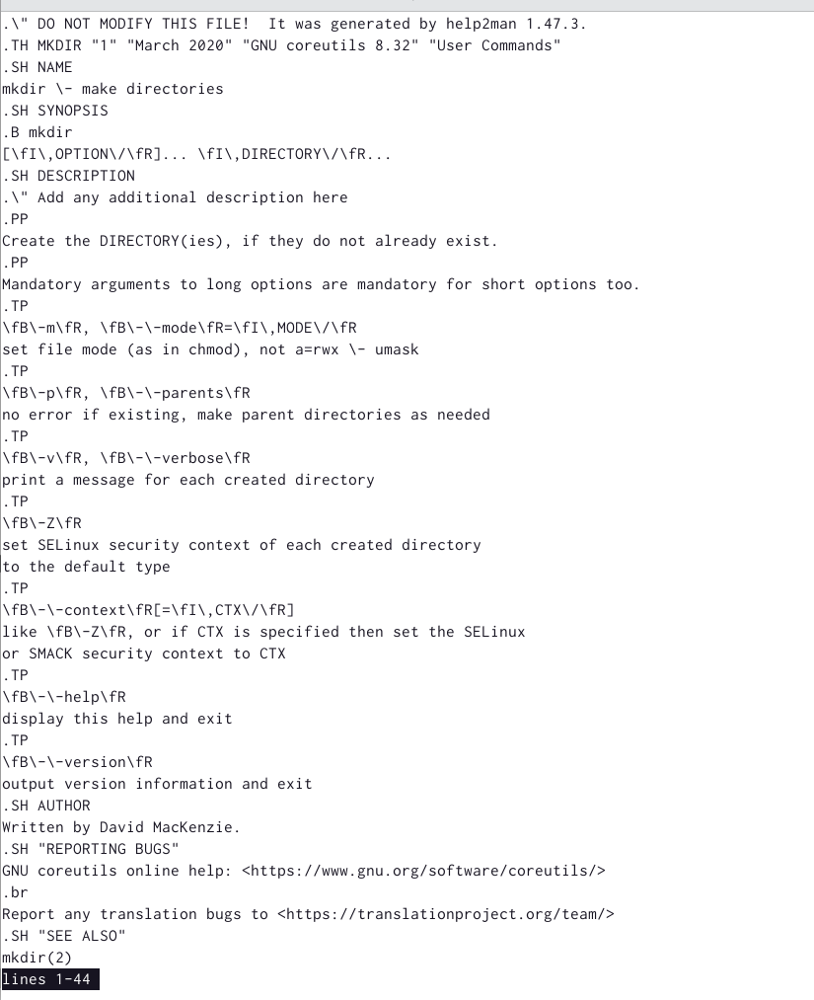 .\" DO NOT MODIFY THIS FILE!  It was generated by help2man 1.47.3.
.TH MKDIR "1" "March 2020" "GNU coreutils 8.32" "User Commands"
.SH NAME
mkdir \- make directories
.SH SYNOPSIS
.B mkdir
[\fI\,OPTION\/\fR]... \fI\,DIRECTORY\/\fR...
.SH DESCRIPTION
.\" Add any additional description here
.PP
Create the DIRECTORY(ies), if they do not already exist.
.PP
Mandatory arguments to long options are mandatory for short options too.
.TP
\fB\-m\fR, \fB\-\-mode\fR=\fI\,MODE\/\fR
set file mode (as in chmod), not a=rwx \- umask
.TP
\fB\-p\fR, \fB\-\-parents\fR
no error if existing, make parent directories as needed
.TP
\fB\-v\fR, \fB\-\-verbose\fR
print a message for each created directory
.TP
\fB\-Z\fR
set SELinux security context of each created directory
to the default type
.TP
\fB\-\-context\fR[=\fI\,CTX\/\fR]
like \fB\-Z\fR, or if CTX is specified then set the SELinux
or SMACK security context to CTX
.TP
\fB\-\-help\fR
display this help and exit
.TP
\fB\-\-version\fR
output version information and exit
.SH AUTHOR
Written by David MacKenzie.
.SH "REPORTING BUGS"
GNU coreutils online help: <https://www.gnu.org/software/coreutils/>
.br
Report any translation bugs to <https://translationproject.org/team/>
.SH "SEE ALSO"
mkdir(2)
lines 1-44